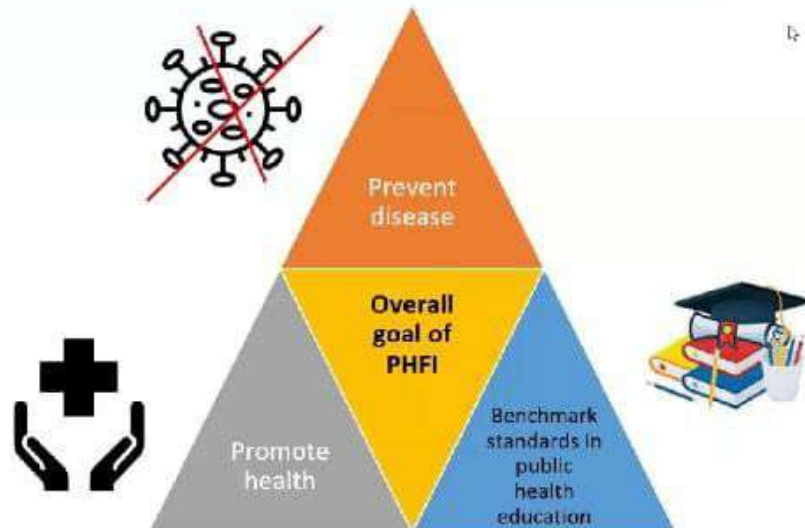 Prevent
disease
Overall
goal of
PHFI
Promote
health
Benchmark
standards in
public
health
education